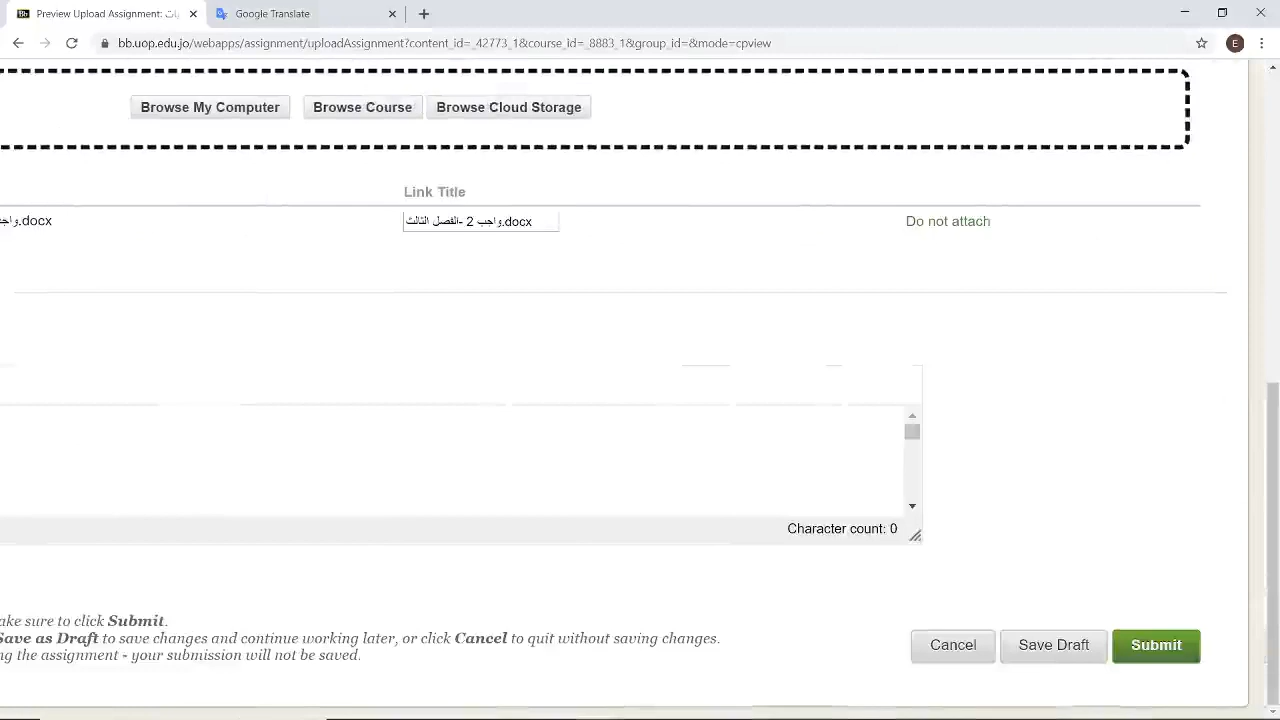 Preview Upload Assignment:
Google Translate
bb.uop.edu.jo/webapps/assignment/uploadAssignment?content_id=_42773_1&course_id=_8883_1&group_id=&mode=cpview
E
Browse My Computer
Browse Course
Browse Cloud Storage
Link Title
.docx
واجب 2 -الفصل الثالث.docx
Do not attach
Character count: 0
ake sure to click Submit.
Save as Draft to save changes and continue working later, or click Cancel to quit without saving changes.
ng the assignment - your submission will not be saved.
Cancel
Save Draft
Submit